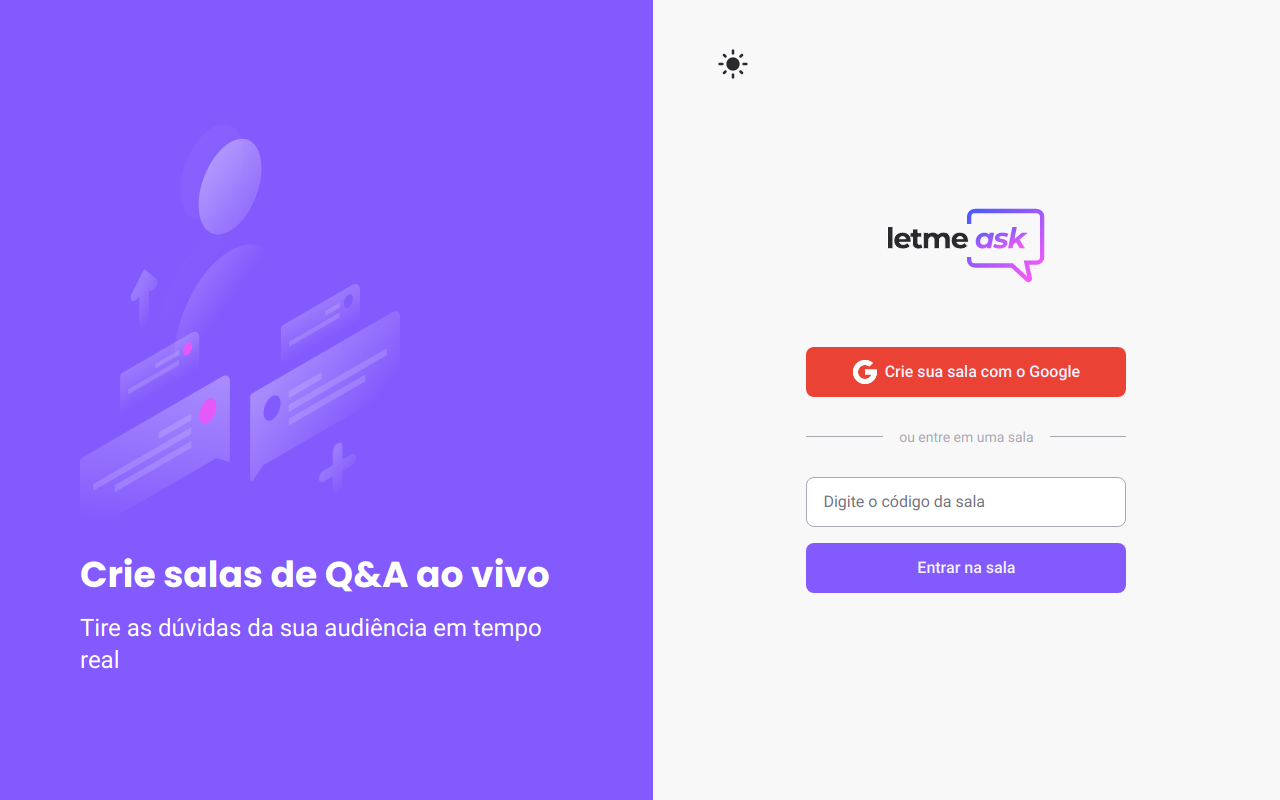 Crie salas de Q&A ao vivo
Tire as dúvidas da sua audiência em tempo
real
letme ask
Crie sua sala com o Google
ou entre em uma sala
Digite o código da sala
Entrar na sala